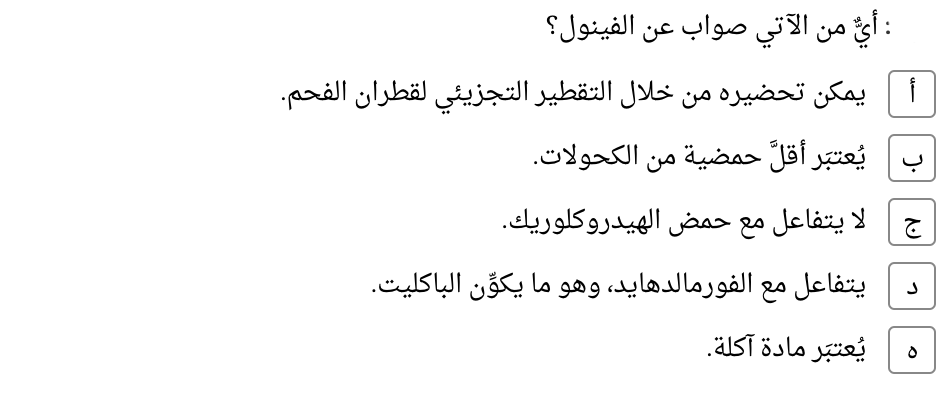 : أيٌّ من الآتي صواب عن الفينول؟
أ يمكن تحضيره من خلال التقطير التجزيئي لقطران الفحم.
ب يُعتبَر أقلَّ حمضية من الكحولات.
ج لا يتفاعل مع حمض الهيدروكلوريك.
د يتفاعل مع الفورمالدهايد، وهو ما يكوِّن الباكليت.
ه يُعتبَر مادة آكلة.